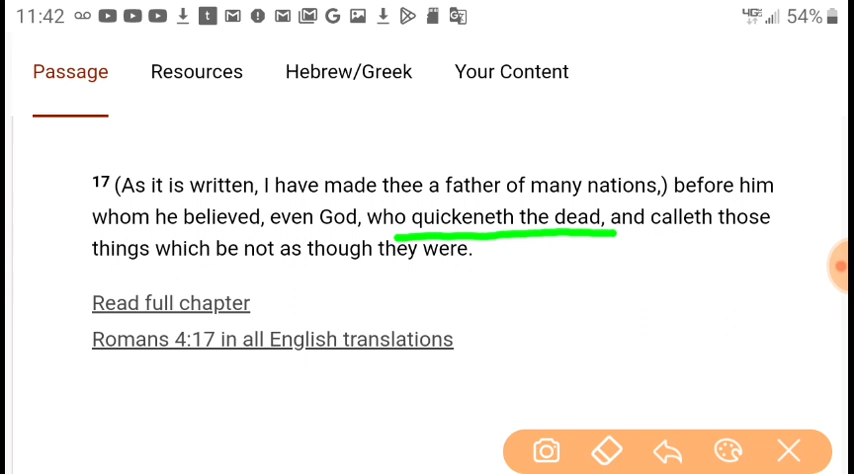 11:42 4G 54%
Passage Resources Hebrew/Greek Your Content
17 (As it is written, I have made thee a father of many nations,) before him
whom he believed, even God, who quickeneth the dead, and calleth those
things which be not as though they were.
Read full chapter
Romans 4:17 in all English translations